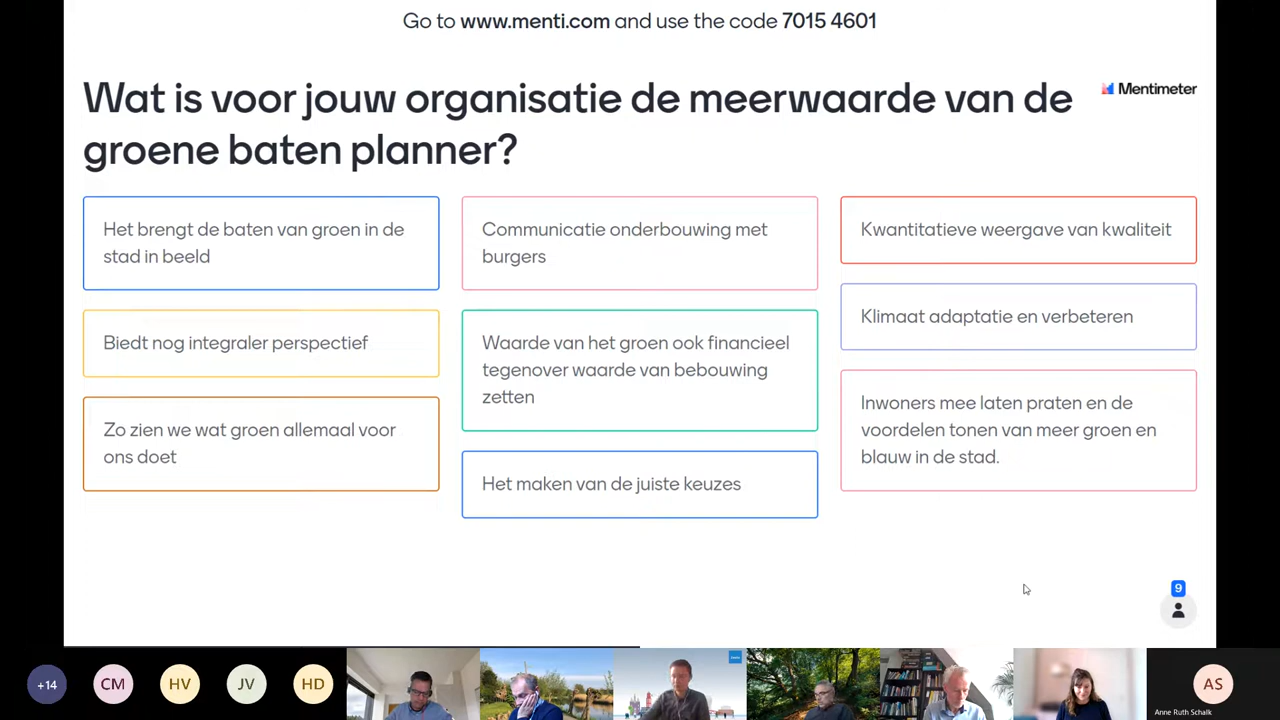 Go to www.menti.com and use the code 7015 4601
Wat is voor jouw organisatie de meerwaarde van de
groene baten planner?
Mentimeter
Het brengt de baten van groen in de
stad in beeld
Biedt nog integraler perspectief
Zo zien we wat groen allemaal voor
ons doet
Communicatie onderbouwing met
burgers
Waarde van het groen ook financieel
tegenover waarde van bebouwing
zetten
Het maken van de juiste keuzes
Kwantitatieve weergave van kwaliteit
Klimaat adaptatie en verbeteren
Inwoners mee laten praten en de
voordelen tonen van meer groen en
blauw in de stad.
9
+14
CM
HV
JV
HD
AS
Anne Ruth Schalk